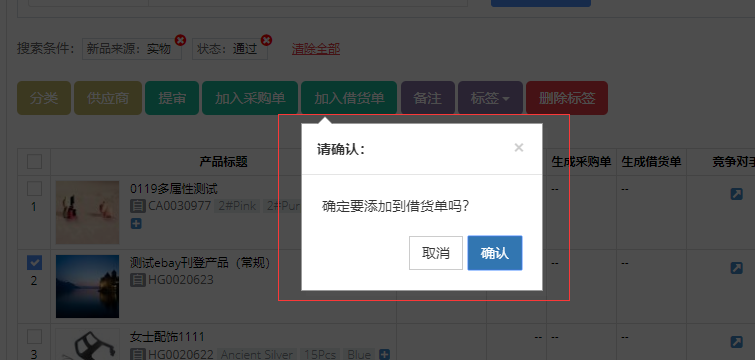 搜索条件： 新品来源：实物 状态：通过 清除全部
分类 供应商 提审 加入采购单 加入借货单 备注 标签 删除标签
请确认： ×
确定要添加到借货单吗？
取消 确认
产品标题 生成采购单 生成借货单 竞争对手
1 0119多属性测试 -- --
CA0030977 2#Pink 2#Pur
2 测试ebay刊登产品（常规） -- --
HG0020623
3 女士配饰1111 -- -- --
HG0020622 Ancient Silver 15Pcs Blue